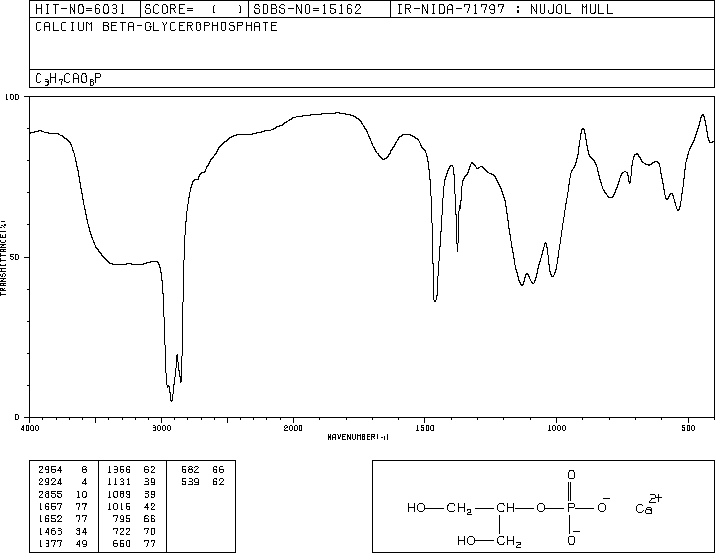 HIT-NO=6031 SCORE= ( ) SDBS-NO=15162 IR-NIDA-71797 : NUJOL MULL
CALCIUM BETA-GLYCEROPHOSPHATE
C3H7CAO6P
100
50
0
TRANSMITTANCE(%)
4000 3000 2000 1500 1000 500
WAVENUMBER(-1)
2954 6 1366 62 582 66
2924 4 1131 39 539 62
2855 10 1089 39
1667 77 1016 42
1652 77 795 66
1463 34 722 70
1377 49 660 77
O
HO—CH2—CH—O—P—O− Ca2+
HO—CH2 O−